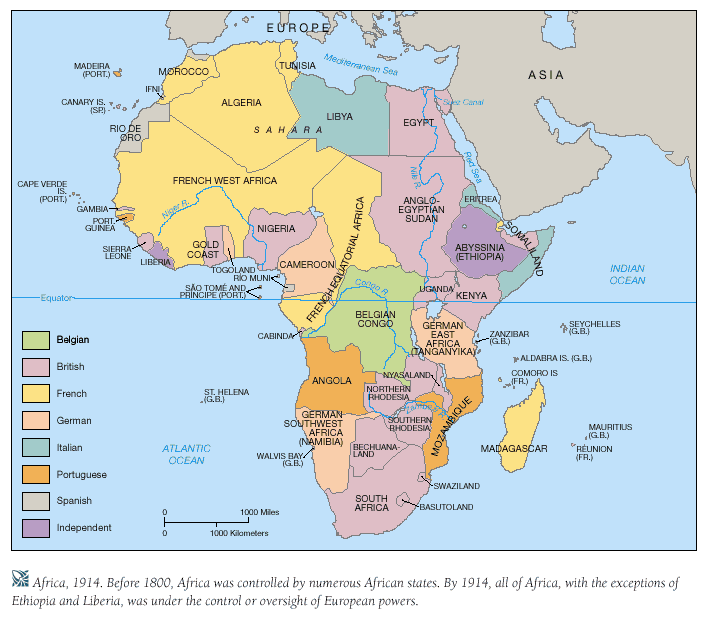 EUROPE
ASIA
MADEIRA
(PORT.)
MOROCCO
TUNISIA
Mediterranean Sea
IFNI
CANARY IS.
(SP.)
ALGERIA
LIBYA
EGYPT
Suez Canal
RIO DE
ORO
SAHARA
Red Sea
Nile R.
CAPE VERDE
IS.
(PORT.)
FRENCH WEST AFRICA
ANGLO-
EGYPTIAN
SUDAN
ERITREA
GAMBIA
PORT.
GUINEA
Niger R.
NIGERIA
FRENCH EQUATORIAL AFRICA
ABYSSINIA
(ETHIOPIA)
SOMALILAND
SIERRA
LEONE
LIBERIA
GOLD
COAST
TOGOLAND
CAMEROON
RIO MUNI
SÃO TOMÉ AND
PRÍNCIPE (PORT.)
INDIAN
OCEAN
Equator
Congo R.
UGANDA
KENYA
BELGIAN
CONGO
GERMAN
EAST
AFRICA
(TANGANYIKA)
CABINDA
ZANZIBAR
(G.B.)
SEYCHELLES
(G.B.)
ALDABRA IS. (G.B.)
COMORO IS
(FR.)
ANGOLA
NYASALAND
NORTHERN
RHODESIA
Zambezi R.
SOUTHERN
RHODESIA
MOZAMBIQUE
ST. HELENA
(G.B.)
GERMAN
SOUTHWEST
AFRICA
(NAMIBIA)
WALVIS BAY
(G.B.)
BECHUANA-
LAND
MADAGASCAR
MAURITIUS
(G.B.)
RÉUNION
(FR.)
ATLANTIC
OCEAN
SOUTH
AFRICA
SWAZILAND
BASUTOLAND
Belgian
British
French
German
Italian
Portuguese
Spanish
Independent
0 1000 Miles
0 1000 Kilometers
Africa, 1914. Before 1800, Africa was controlled by numerous African states. By 1914, all of Africa, with the exceptions of
Ethiopia and Liberia, was under the control or oversight of European powers.